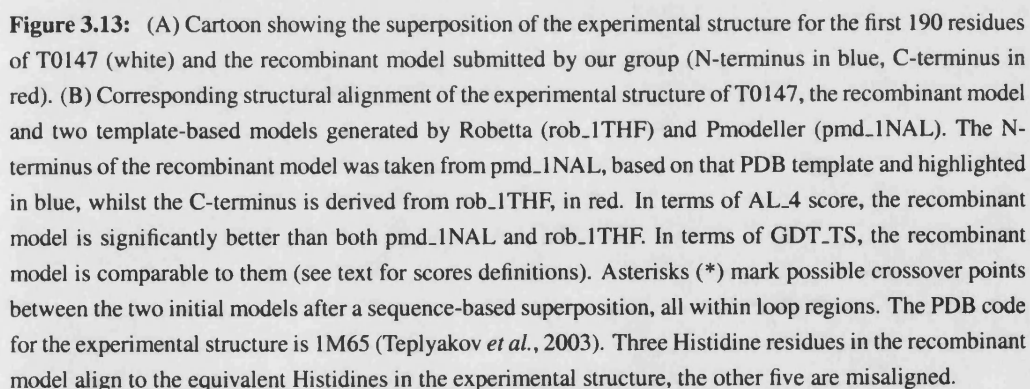 Figure 3.13: (A) Cartoon showing the superposition of the experimental structure for the first 190 residues
of T0147 (white) and the recombinant model submitted by our group (N-terminus in blue, C-terminus in
red). (B) Corresponding structural alignment of the experimental structure of T0147, the recombinant model
and two template-based models generated by Robetta (rob_1THF) and Pmodeller (pmd_1NAL). The N-
terminus of the recombinant model was taken from pmd_1NAL, based on that PDB template and highlighted
in blue, whilst the C-terminus is derived from rob_1THF, in red. In terms of AL_4 score, the recombinant
model is significantly better than both pmd_1NAL and rob_1THF. In terms of GDT_TS, the recombinant
model is comparable to them (see text for scores definitions). Asterisks (*) mark possible crossover points
between the two initial models after a sequence-based superposition, all within loop regions. The PDB code
for the experimental structure is 1M65 (Teplyakov et al., 2003). Three Histidine residues in the recombinant
model align to the equivalent Histidines in the experimental structure, the other five are misaligned.